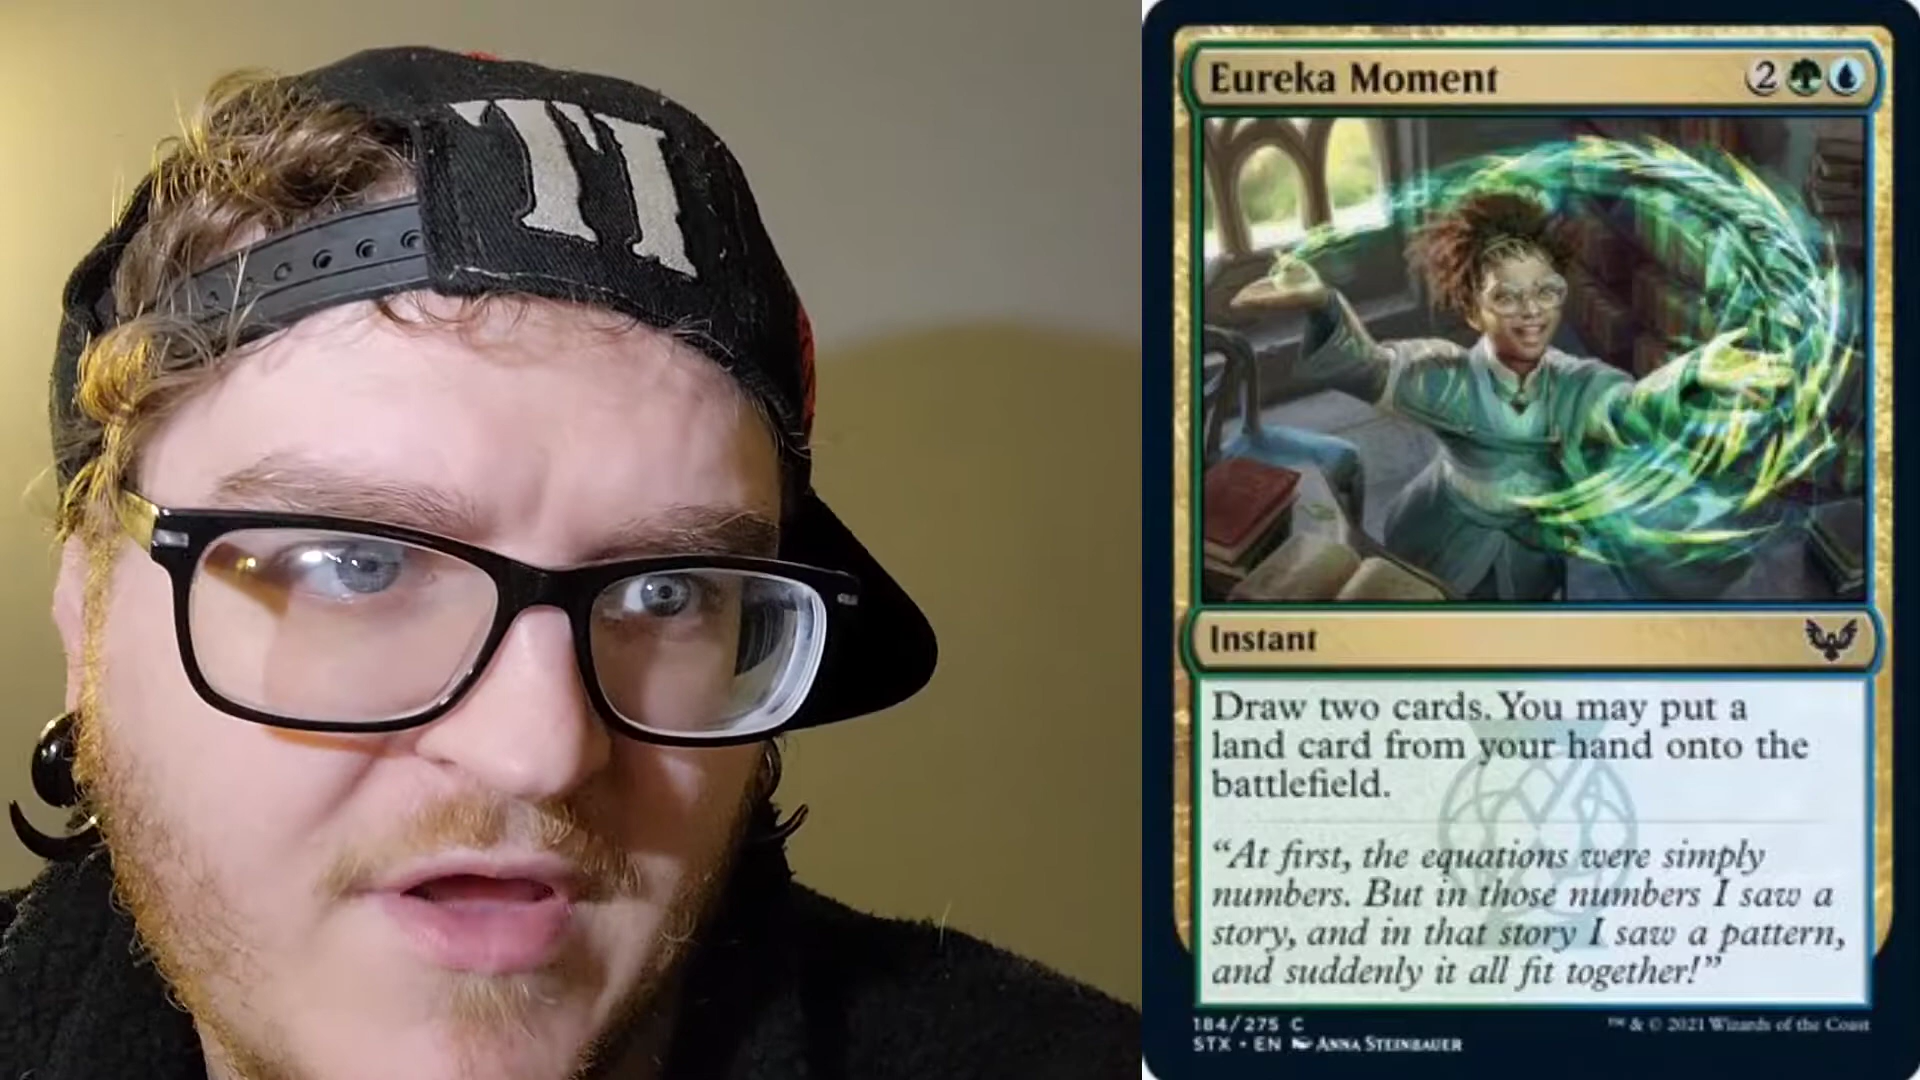 TI
Eureka Moment
2
Instant
Draw two cards. You may put a
land card from your hand onto the
battlefield.
“At first, the equations were simply
numbers. But in those numbers I saw a
story, and in that story I saw a pattern,
and suddenly it all fit together!”
184/275 C
™ & © 2021 Wizards of the Coast
STX • EN ANNA STEINBAUER